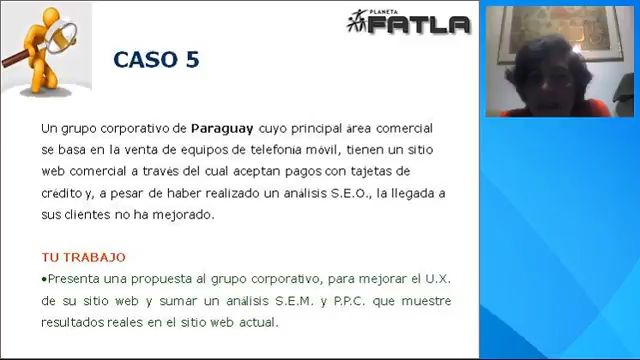 PLANETA
FATLA
CASO 5
Un grupo corporativo de Paraguay cuyo principal área comercial
se basa en la venta de equipos de telefonía móvil, tienen un sitio
web comercial a través del cual aceptan pagos con tajetas de
crédito y, a pesar de haber realizado un análisis S.E.O., la llegada a
sus clientes no ha mejorado.
TU TRABAJO
•Presenta una propuesta al grupo corporativo, para mejorar el U.X.
de su sitio web y sumar un análisis S.E.M. y P.P.C. que muestre
resultados reales en el sitio web actual.